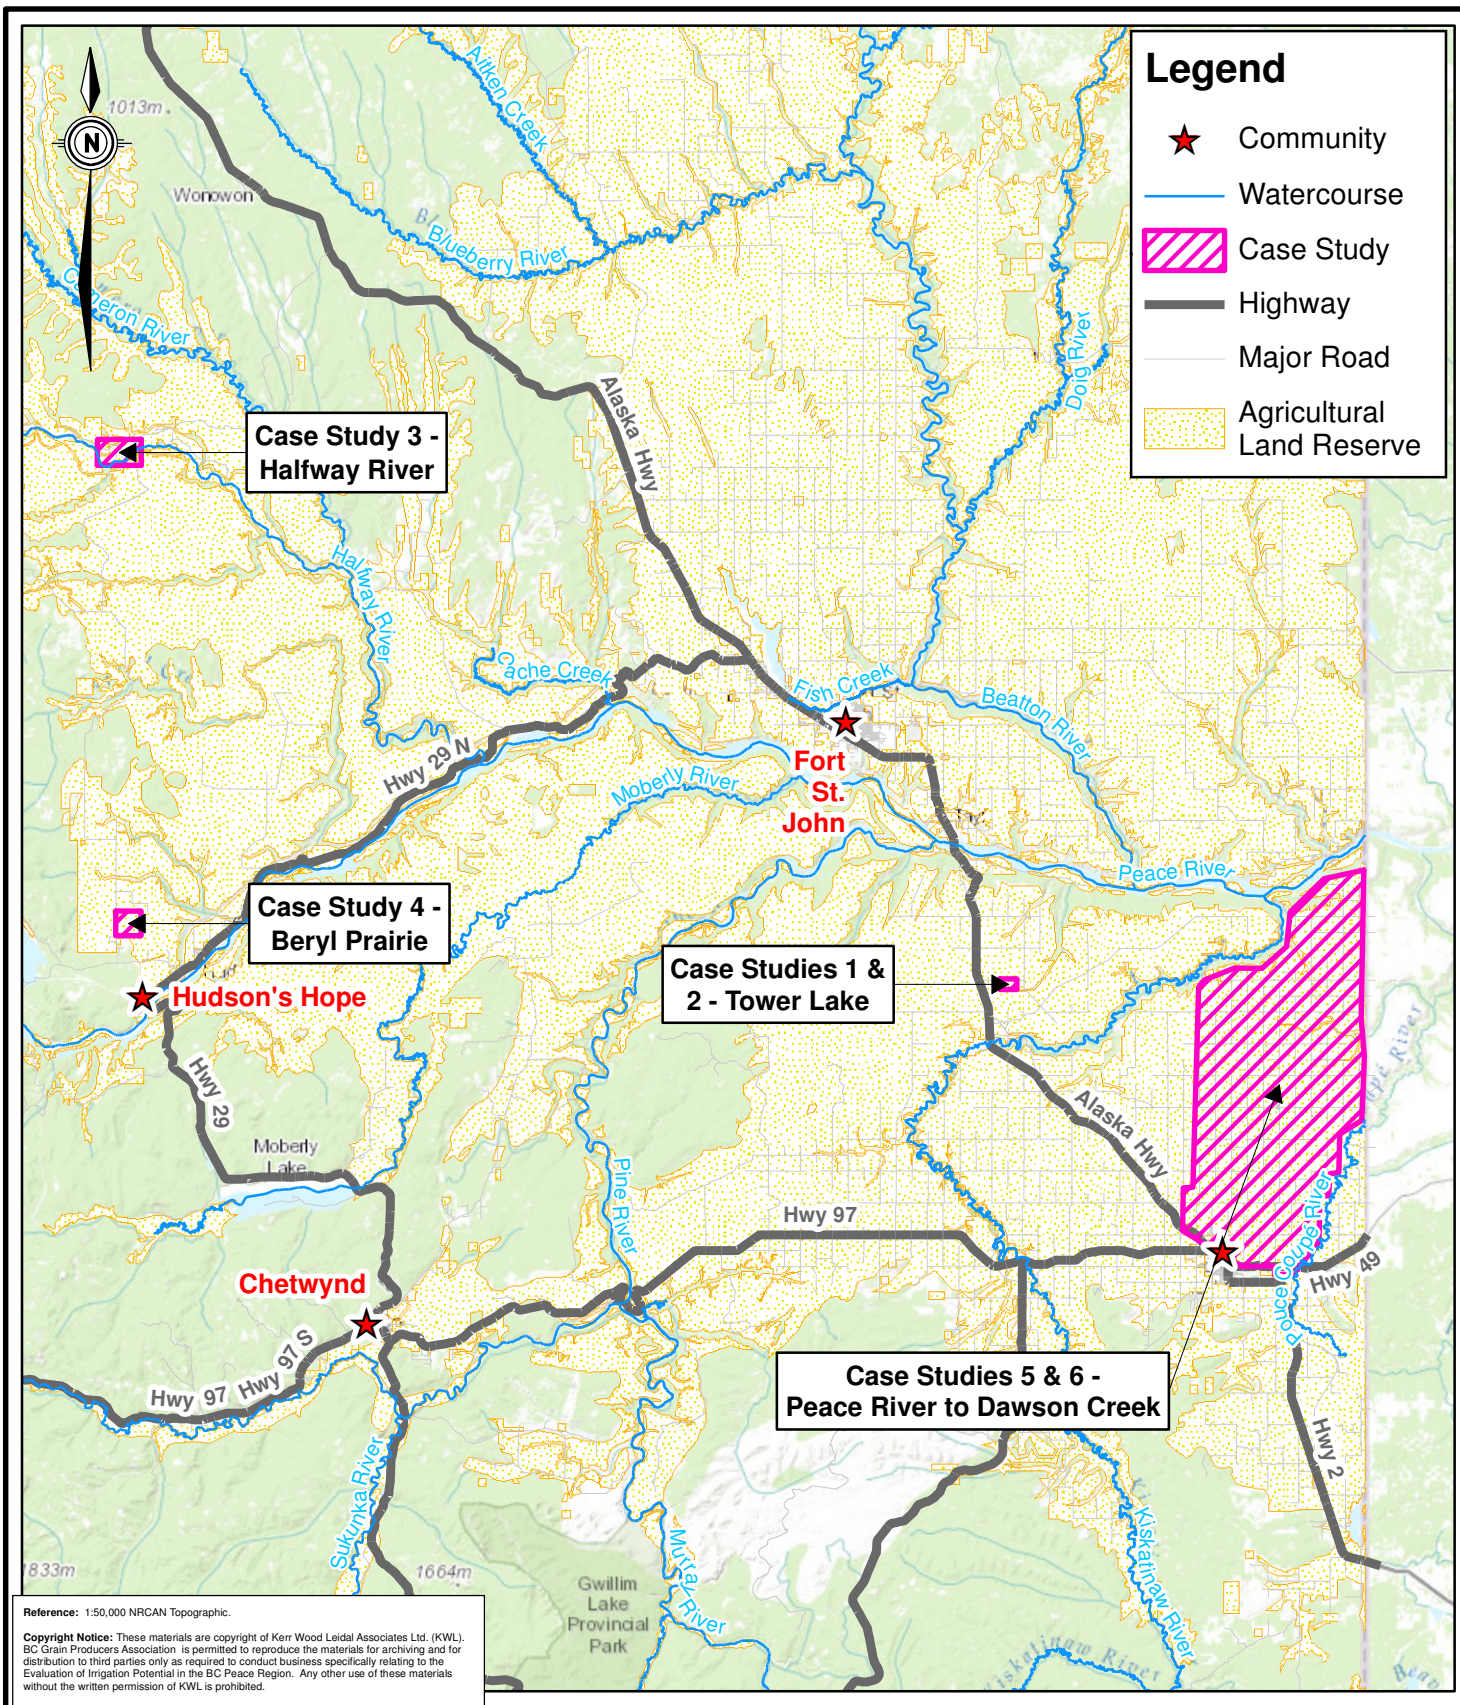 Legend
Community
Watercourse
Case Study
Highway
Major Road
Agricultural
Land Reserve
N
1013m
Wonowon
Aitken Creek
B/
Blueberry River
Cameron River
Doig River
Alaska Hwy
Case Study 3 -
Halfway River
Halfway River
Cache Creek
Fish Creek
Beatton River
Hwy 29 N
Moberly River
Fort
St.
John
Peace River
Case Study 4 -
Beryl Prairie
Case Studies 1 &
2 - Tower Lake
Hudson's Hope
Hwy 29
Moberly
Lake
Alaska Hwy
Pine River
Hwy 97
Pouce Coupe River
Hwy 49
Chetwynd
Hwy 97 S
Hwy 97
Case Studies 5 & 6 -
Peace River to Dawson Creek
Hwy 2
Sukunka River
Murray River
Kiskatinaw River
1833m
1664m
Gwillim
Lake
Provincial
Park
River
Reference: 1:50,000 NRCAN Topographic.
Copyright Notice: These materials are copyright of Kerr Wood Leidal Associates Ltd. (KWL).
BC Grain Producers Association is permitted to reproduce the materials for archiving and for
distribution to third parties only as required to conduct business specifically relating to the
Evaluation of Irrigation Potential in the BC Peace Region. Any other use of these materials
without the written permission of KWL is prohibited.